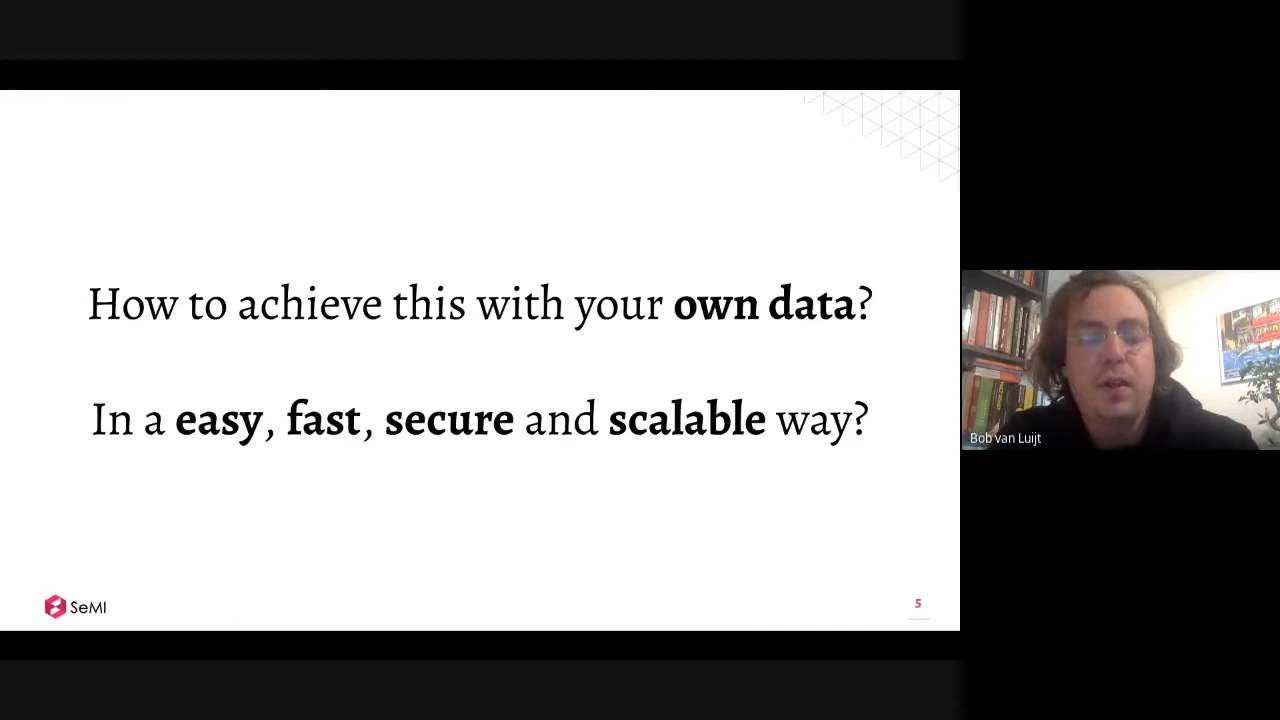 How to achieve this with your own data?
In a easy, fast, secure and scalable way?
SeMI
5
Bob van Luijt